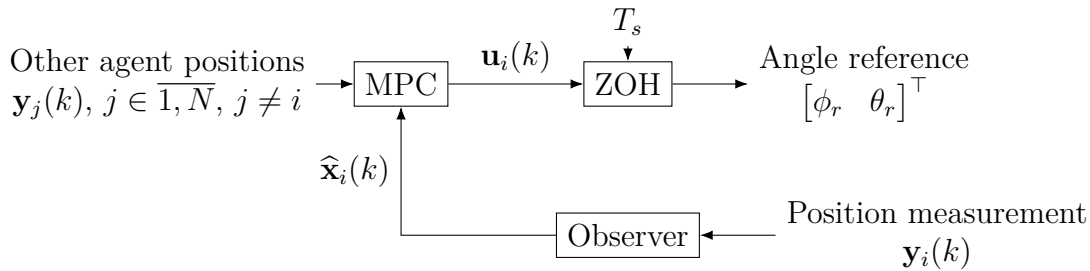 T_s
Other agent positions
𝐲_j(k), j ∈ \overline{1, N}, j ≠ i
MPC
𝐮_i(k)
ZOH
Angle reference
[ϕ_r θ_r]^⊤
\widehat{𝐱}_i(k)
Observer
Position measurement
𝐲_i(k)